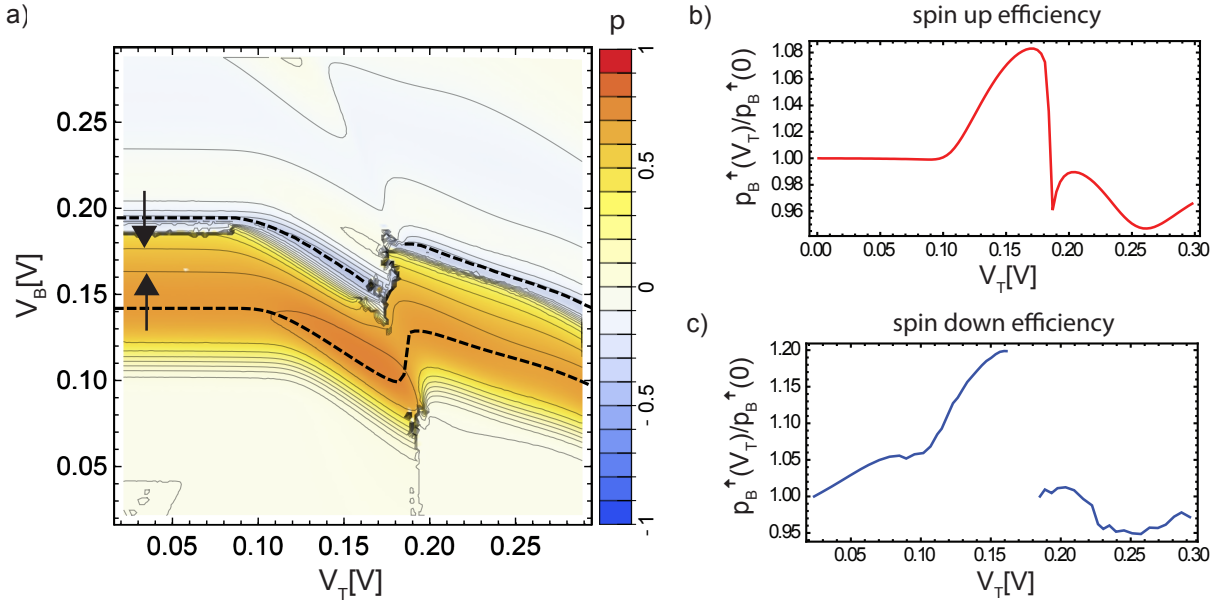 a)
p
V_B[V]
0.25
0.20
0.15
0.10
0.05
0.05 0.10 0.15 0.20 0.25
V_T[V]
1
0.5
0
- 0.5
- 1
b)
spin up efficiency
p_B^↑(V_T)/p_B^↑(0)
1.08
1.06
1.04
1.02
1.00
0.98
0.96
0.00 0.05 0.10 0.15 0.20 0.25 0.30
V_T[V]
c)
spin down efficiency
p_B^↑(V_T)/p_B^↑(0)
1.20
1.15
1.10
1.05
1.00
0.95
0.05 0.10 0.15 0.20 0.25 0.30
V_T[V]